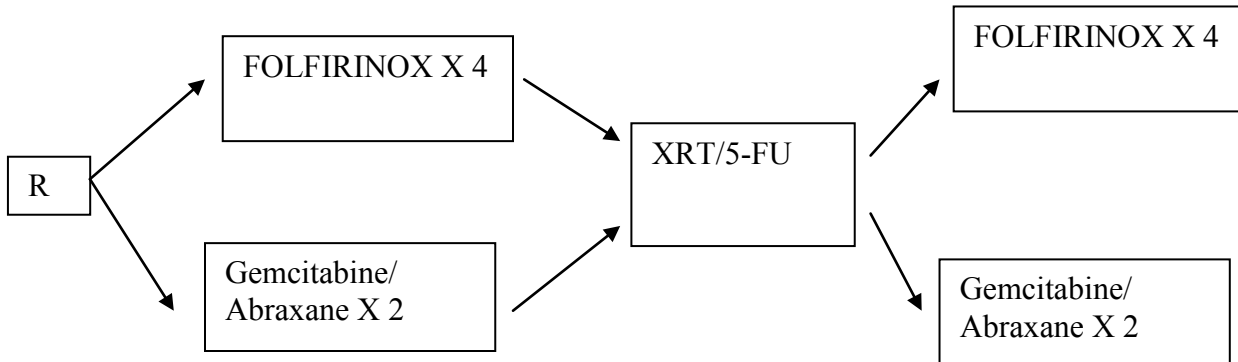 R
FOLFIRINOX X 4
Gemcitabine/
Abraxane X 2
XRT/5-FU
FOLFIRINOX X 4
Gemcitabine/
Abraxane X 2